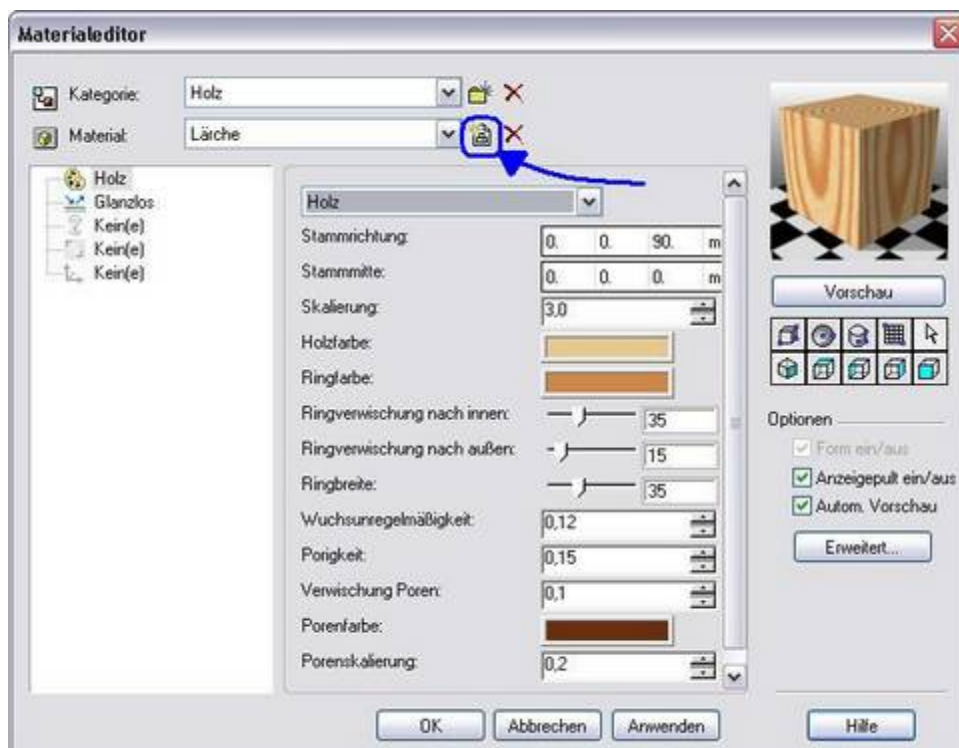 Materialeditor
Kategorie: Holz
Material: Lärche
Holz
Glanzlos
Kein(e)
Kein(e)
Kein(e)
Holz
Stammrichtung: 0. 0. 90. m
Stammmitte: 0. 0. 0. m
Skalierung: 3,0
Holzfarbe:
Ringfarbe:
Ringverwischung nach innen: 35
Ringverwischung nach außen: 15
Ringbreite: 35
Wuchsunregelmäßigkeit: 0,12
Porigkeit: 0,15
Verwischung Poren: 0,1
Porenfarbe:
Porenskalierung: 0,2
Vorschau
Optionen
Form ein/aus
Anzeigepult ein/aus
Autom. Vorschau
Erweitert...
OK Abbrechen Anwenden Hilfe